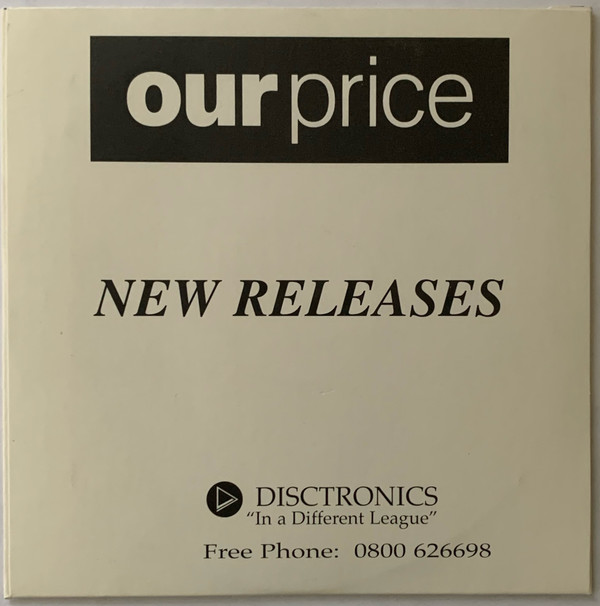 ourprice
NEW RELEASES
DISCTRONICS
"In a Different League"
Free Phone: 0800 626698